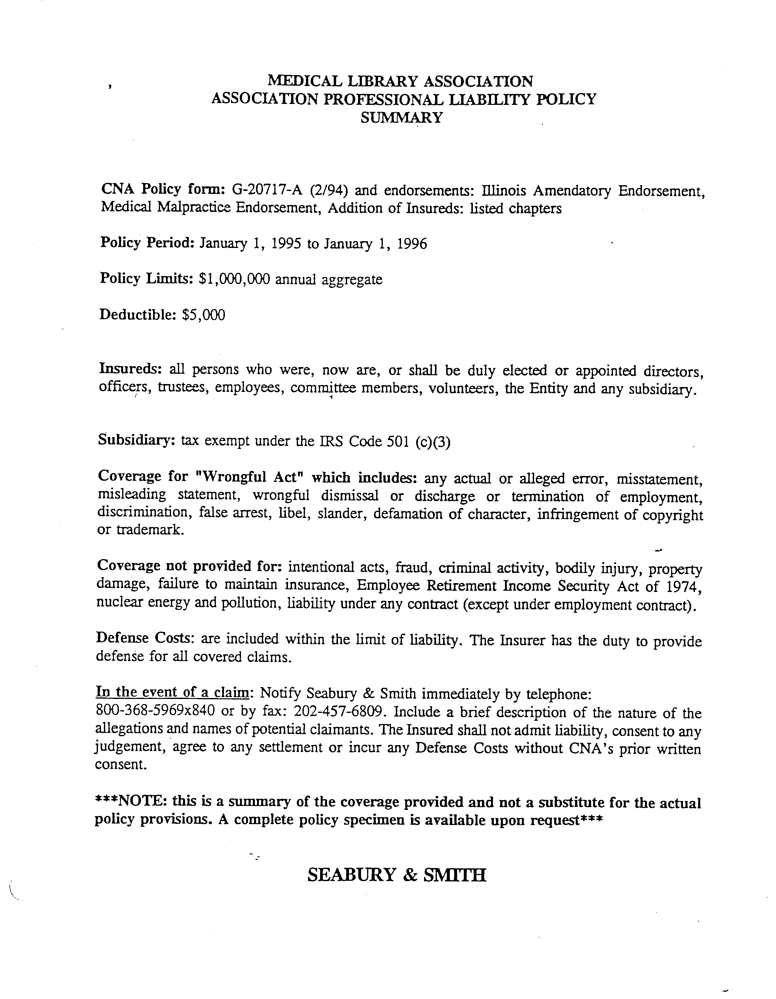 MEDICAL LIBRARY ASSOCIATION
ASSOCIATION PROFESSIONAL LIABILITY POLICY
SUMMARY
CNA Policy form: G-20717-A (2/94) and endorsements: Illinois Amendatory Endorsement,
Medical Malpractice Endorsement, Addition of Insureds: listed chapters
Policy Period: January 1, 1995 to January 1, 1996
Policy Limits: $1,000,000 annual aggregate
Deductible: $5,000
Insureds: all persons who were, now are, or shall be duly elected or appointed directors,
officers, trustees, employees, committee members, volunteers, the Entity and any subsidiary.
Subsidiary: tax exempt under the IRS Code 501 (c)(3)
Coverage for "Wrongful Act" which includes: any actual or alleged error, misstatement,
misleading statement, wrongful dismissal or discharge or termination of employment,
discrimination, false arrest, libel, slander, defamation of character, infringement of copyright
or trademark.
Coverage not provided for: intentional acts, fraud, criminal activity, bodily injury, property
damage, failure to maintain insurance, Employee Retirement Income Security Act of 1974,
nuclear energy and pollution, liability under any contract (except under employment contract).
Defense Costs: are included within the limit of liability. The Insurer has the duty to provide
defense for all covered claims.
In the event of a claim: Notify Seabury & Smith immediately by telephone:
800-368-5969x840 or by fax: 202-457-6809. Include a brief description of the nature of the
allegations and names of potential claimants. The Insured shall not admit liability, consent to any
judgement, agree to any settlement or incur any Defense Costs without CNA's prior written
consent.
***NOTE: this is a summary of the coverage provided and not a substitute for the actual
policy provisions. A complete policy specimen is available upon request***
SEABURY & SMITH